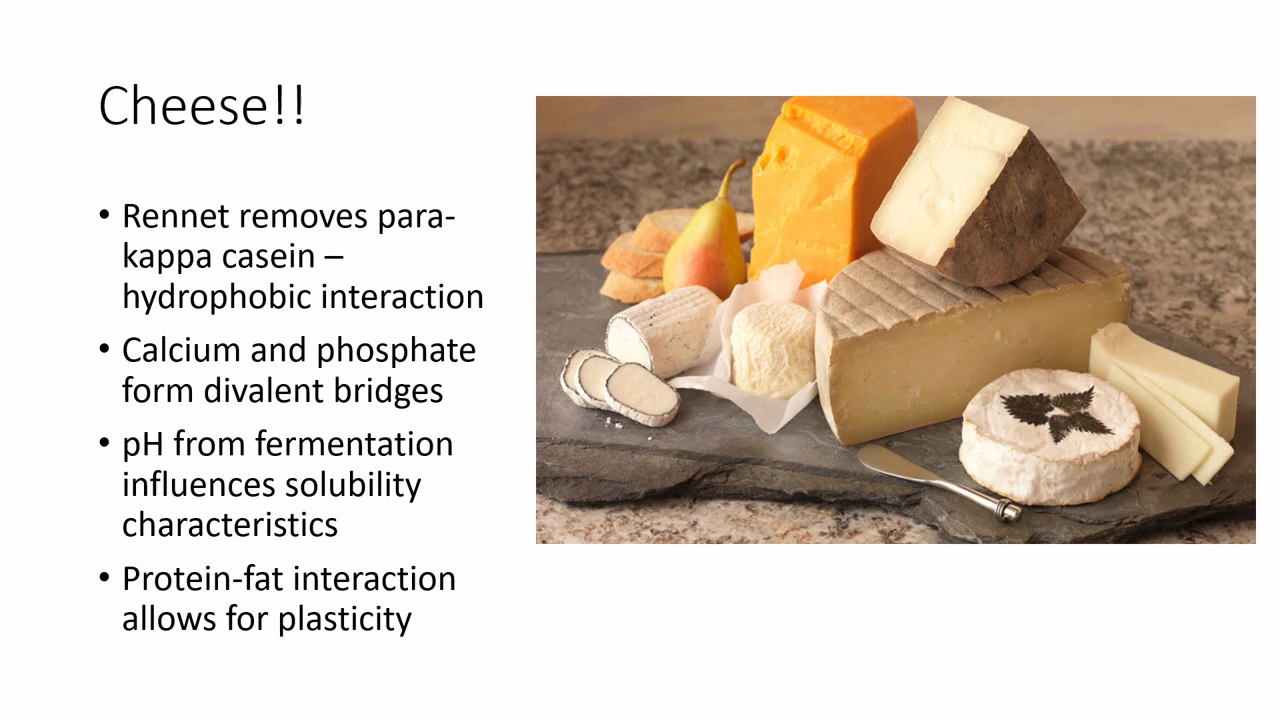 Cheese!!
• Rennet removes para-
kappa casein –
hydrophobic interaction
• Calcium and phosphate
form divalent bridges
• pH from fermentation
influences solubility
characteristics
• Protein-fat interaction
allows for plasticity